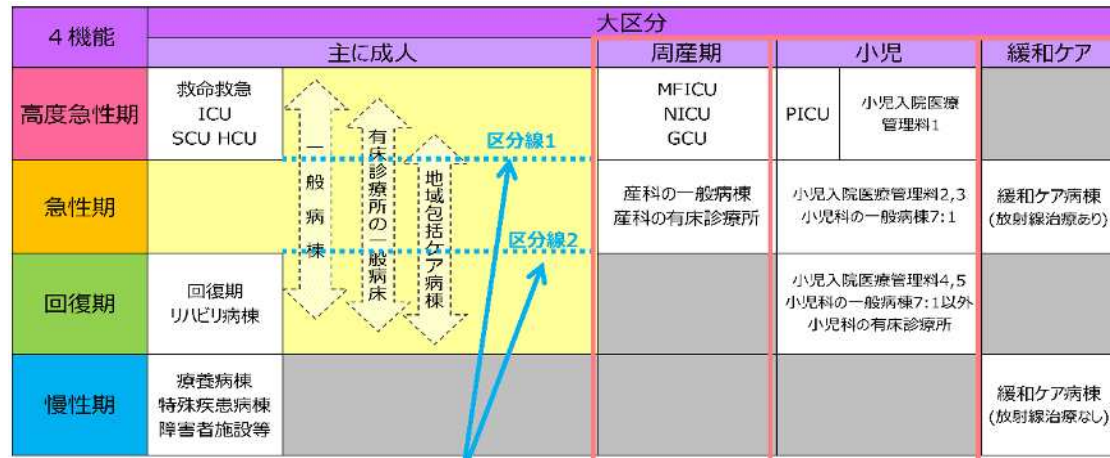 4機能
大区分
主に成人
周産期
小児
緩和ケア
高度急性期
救命救急
ICU
SCU HCU
一般病棟
有床診療所の一般病床
地域包括ケア病棟
区分線1
MFICU
NICU
GCU
PICU
小児入院医療
管理料1
急性期
区分線2
産科の一般病棟
産科の有床診療所
小児入院医療管理料2,3
小児科の一般病棟7:1
緩和ケア病棟
(放射線治療あり)
回復期
回復期
リハビリ病棟
小児入院医療管理料4,5
小児科の一般病棟7:1以外
小児科の有床診療所
慢性期
療養病棟
特殊疾患病棟
障害者施設等
緩和ケア病棟
(放射線治療なし)